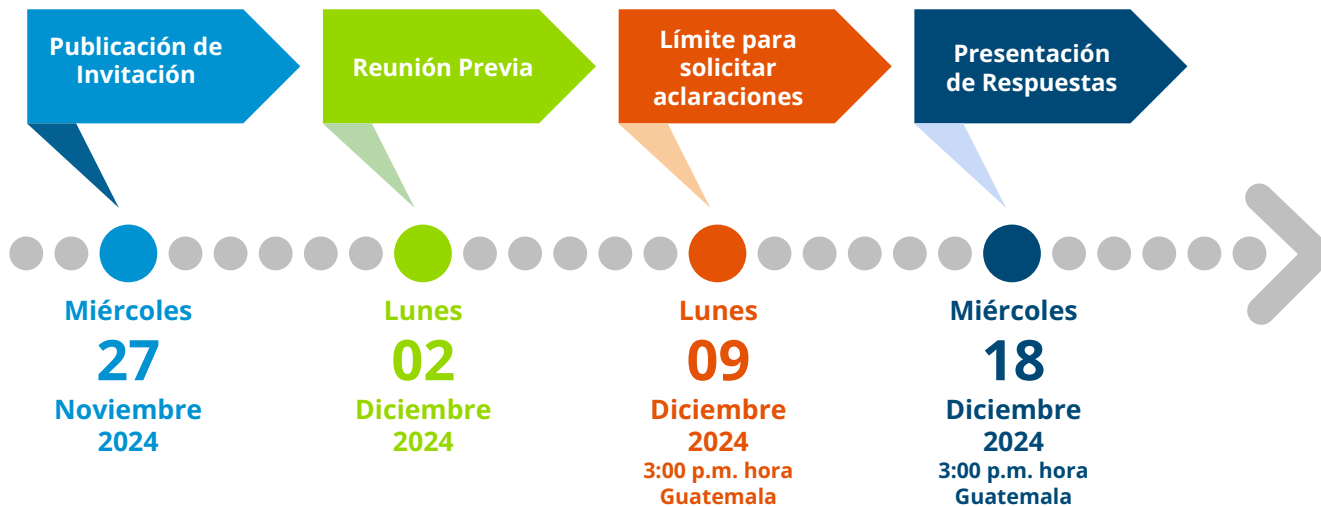 Publicación de
Invitación
Reunión Previa
Límite para
solicitar
aclaraciones
Presentación
de Respuestas
Miércoles
27
Noviembre
2024
Lunes
02
Diciembre
2024
Lunes
09
Diciembre
2024
3:00 p.m. hora
Guatemala
Miércoles
18
Diciembre
2024
3:00 p.m. hora
Guatemala